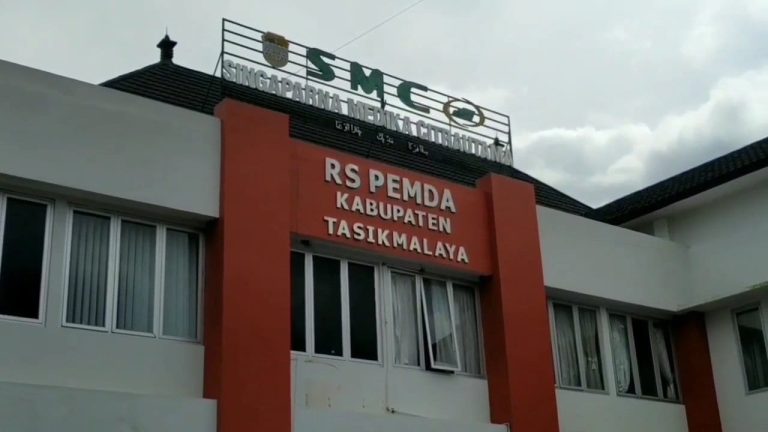 SMC
SINGAPARNA MEDIKA CITRAUTAMA
RS PEMDA
KABUPATEN
TASIKMALAYA